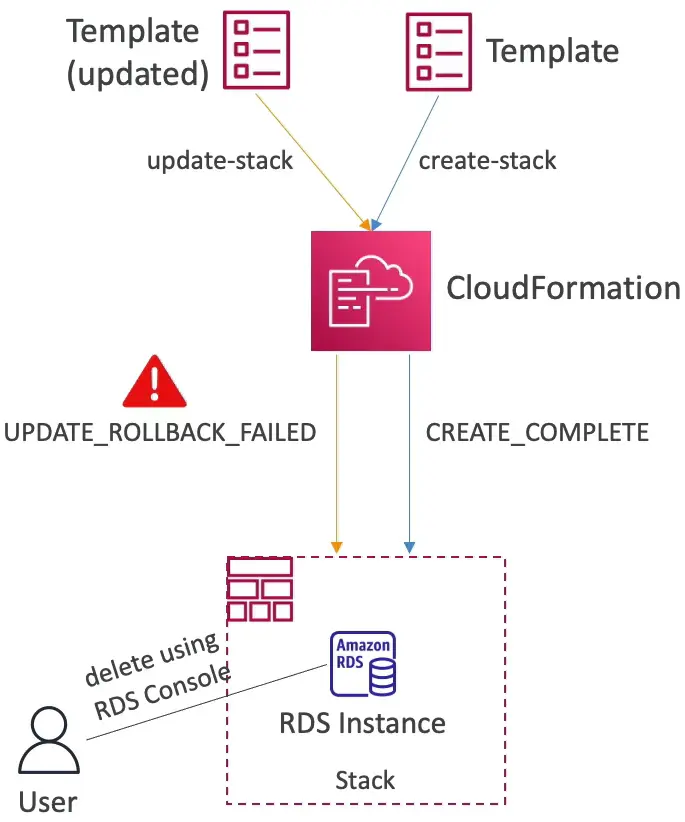 Template
(updated)
Template
update-stack
create-stack
CloudFormation
UPDATE_ROLLBACK_FAILED
CREATE_COMPLETE
delete using
RDS Console
Amazon
RDS
RDS Instance
Stack
User